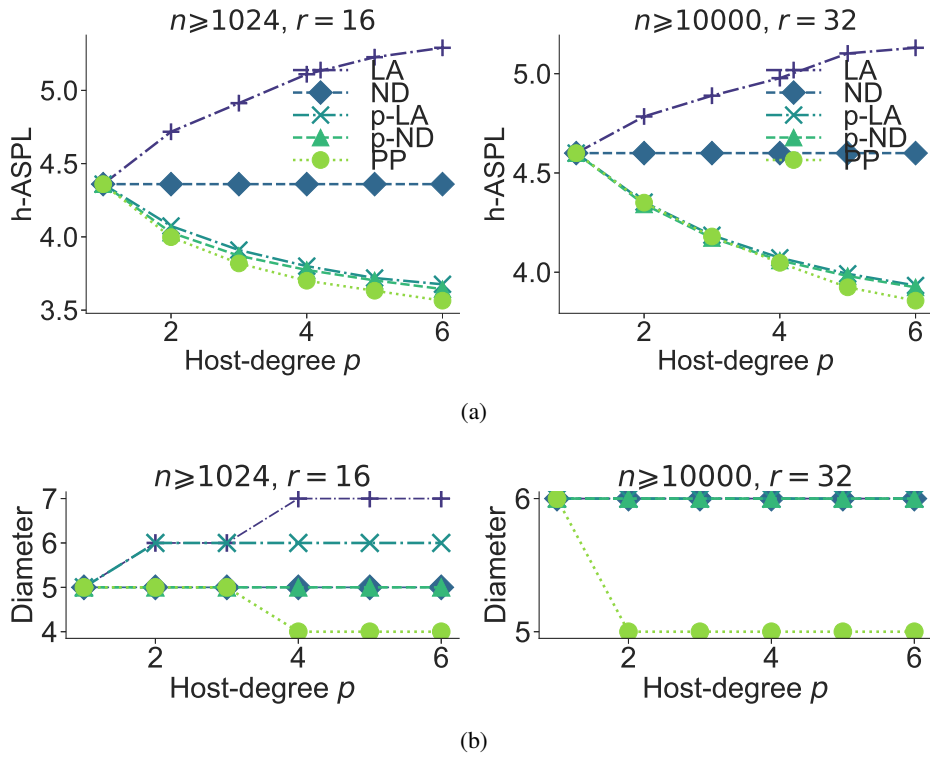 n⩾1024, r = 16
5.0
4.5
4.0
3.5
h-ASPL
LA
ND
p-LA
p-ND
PP
2
4
6
Host-degree p
n⩾10000, r = 32
5.0
4.5
4.0
h-ASPL
LA
ND
p-LA
p-ND
PP
2
4
6
Host-degree p
(a)
n⩾1024, r = 16
7
6
5
4
Diameter
2
4
6
Host-degree p
n⩾10000, r = 32
6
5
Diameter
2
4
6
Host-degree p
(b)